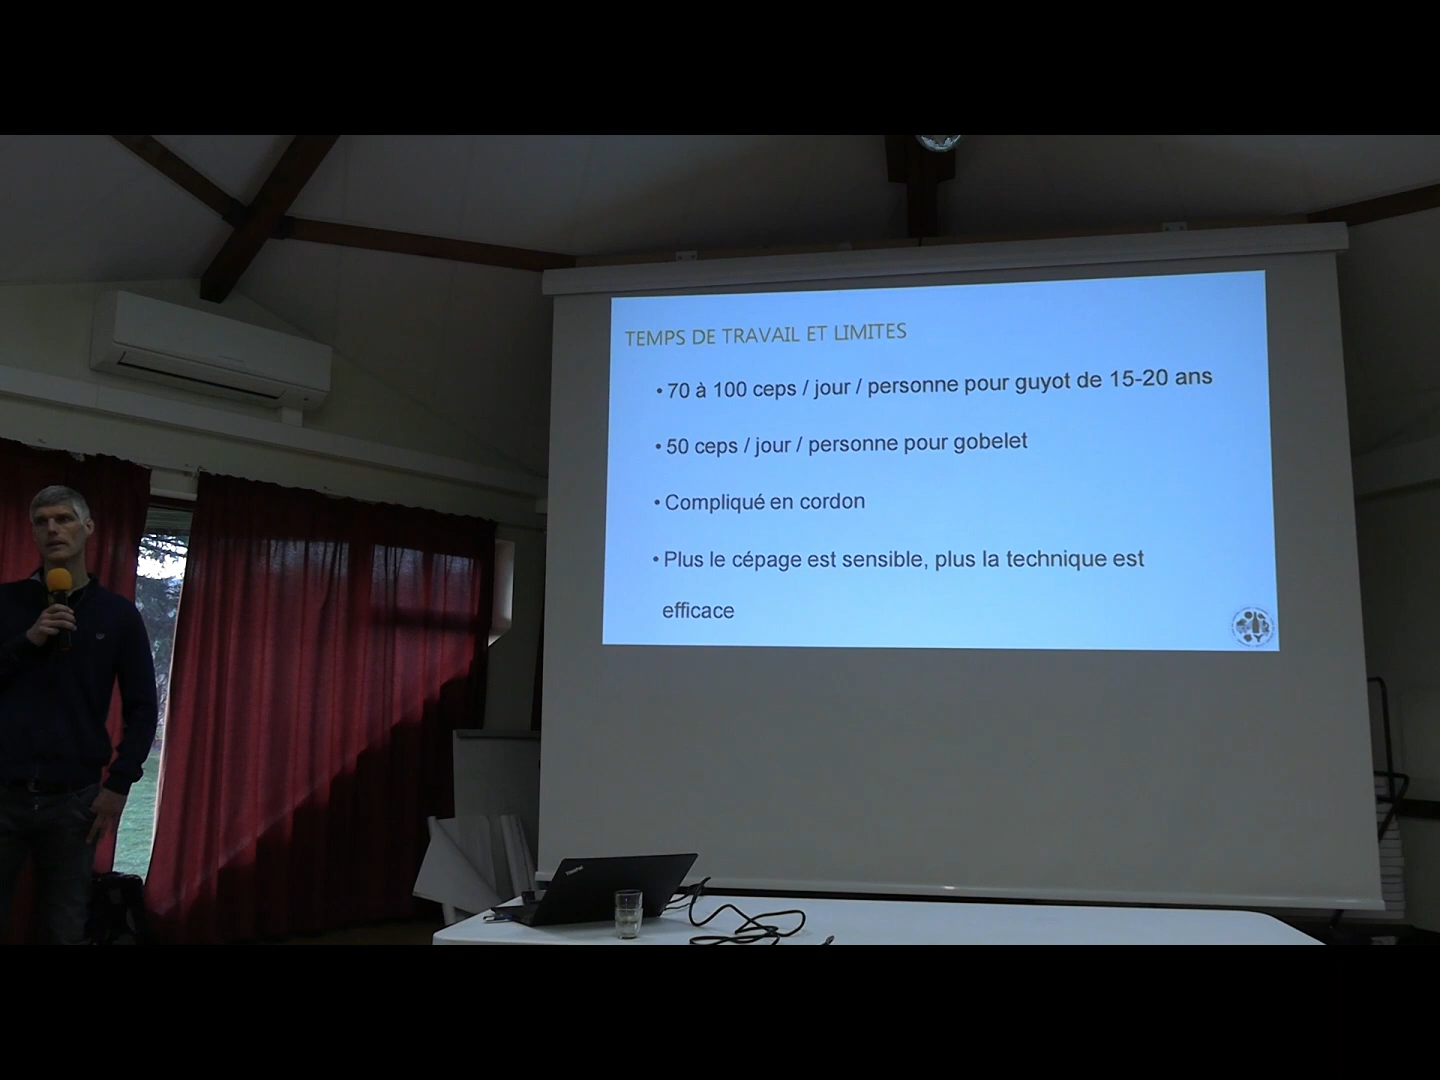 TEMPS DE TRAVAIL ET LIMITES
• 70 à 100 ceps / jour / personne pour guyot de 15-20 ans
• 50 ceps / jour / personne pour gobelet
• Compliqué en cordon
• Plus le cépage est sensible, plus la technique est
efficace
ThinkPad